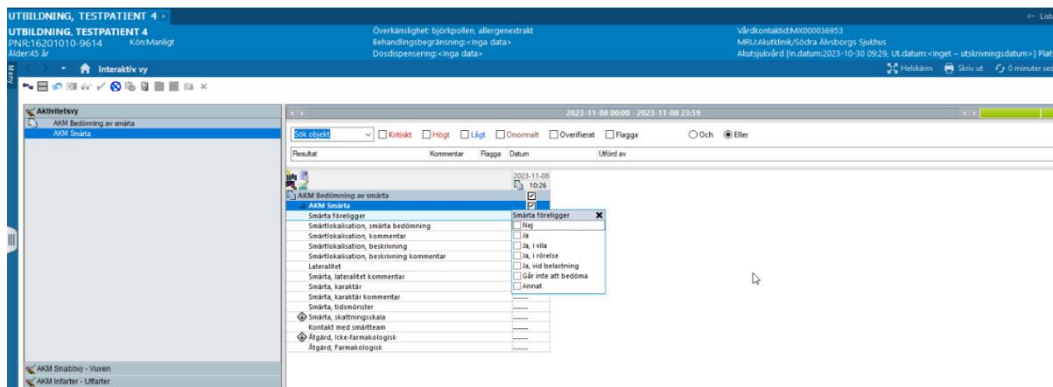 UTBILDNING, TESTPATIENT 4
List
UTBILDNING, TESTPATIENT 4
PNR:16201010-9614 Kön:Manligt
Ålder:45 år
Överkänslighet: björkpollen, allergenextrakt
Behandlingsbegränsning:<Inga data>
Dosdispensering:<Inga data>
Vårdkontaktid:MX000036953
MRU:Akutklinik/Södra Älvsborgs Sjukhus
Akutsjukvård [In.datum:2023-10-30 09:29, Ut.datum:<Inget – utskrivningsdatum>] Plat
Meny
Interaktiv vy
Helskärm Skriv ut 0 minuter sed
Aktivitetsvy
AKM Bedömning av smärta
AKM Smärta
AKM Snabbvy - Vuxen
AKM Infarter - Utfarter
2023-11-08 00:00 - 2023-11-08 23:59
Sök objekt Kritiskt Högt Lågt Onormalt Overifierat Flagga Och Eller
Resultat Kommentar Flagga Datum Utförd av
2023-11-08
10:26
AKM Bedömning av smärta
AKM Smärta
Smärta föreligger
Smärtlokalisation, smärta bedömning
Smärtlokalisation, kommentar
Smärtlokalisation, beskrivning
Smärtlokalisation, beskrivning kommentar
Lateralitet
Smärta, lateralitet kommentar
Smärta, karaktär
Smärta, karaktär kommentar
Smärta, tidsmönster
Smärta, skattningsskala
Kontakt med smärtteam
Åtgärd, Icke-farmakologisk
Åtgärd, Farmakologisk
Smärta föreligger
Nej
Ja
Ja, i vila
Ja, i rörelse
Ja, vid belastning
Går inte att bedöma
Annat